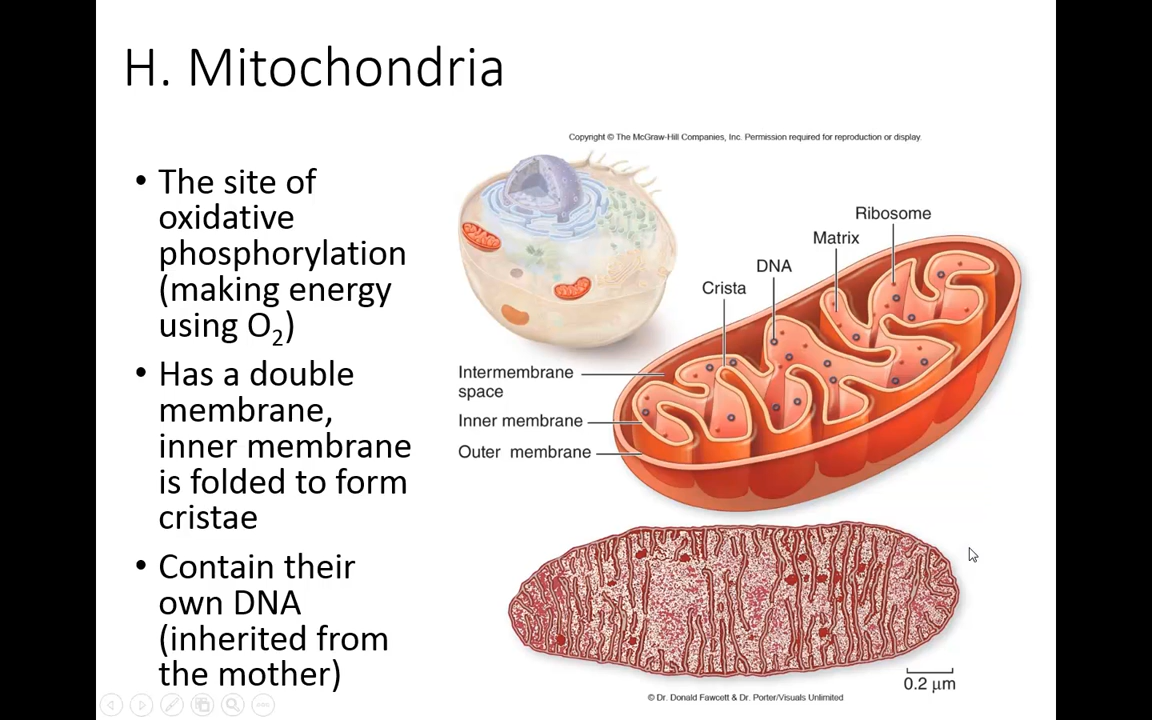 H. Mitochondria
• The site of
oxidative
phosphorylation
(making energy
using O₂)
• Has a double
membrane,
inner membrane
is folded to form
cristae
• Contain their
own DNA
(inherited from
the mother)
Copyright © The McGraw-Hill Companies, Inc. Permission required for reproduction or display.
Ribosome
Matrix
DNA
Crista
Intermembrane
space
Inner membrane
Outer membrane
0.2 μm
© Dr. Donald Fawcett & Dr. Porter/Visuals Unlimited